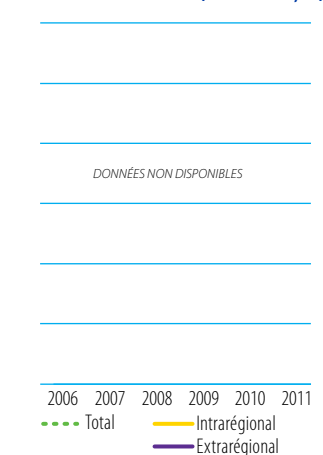 DONNÉES NON DISPONIBLES
2006 2007 2008 2009 2010 2011
Total Intrarégional
Extrarégional